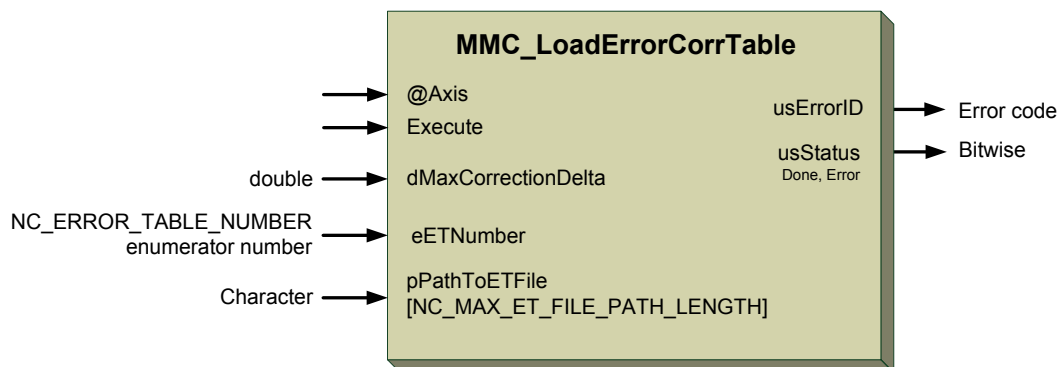 MMC_LoadErrorCorrTable
@Axis
Execute
double
dMaxCorrectionDelta
NC_ERROR_TABLE_NUMBER
enumerator number
eETNumber
Character
pPathToETFile
[NC_MAX_ET_FILE_PATH_LENGTH]
usErrorID
Error code
usStatus
Done, Error
Bitwise